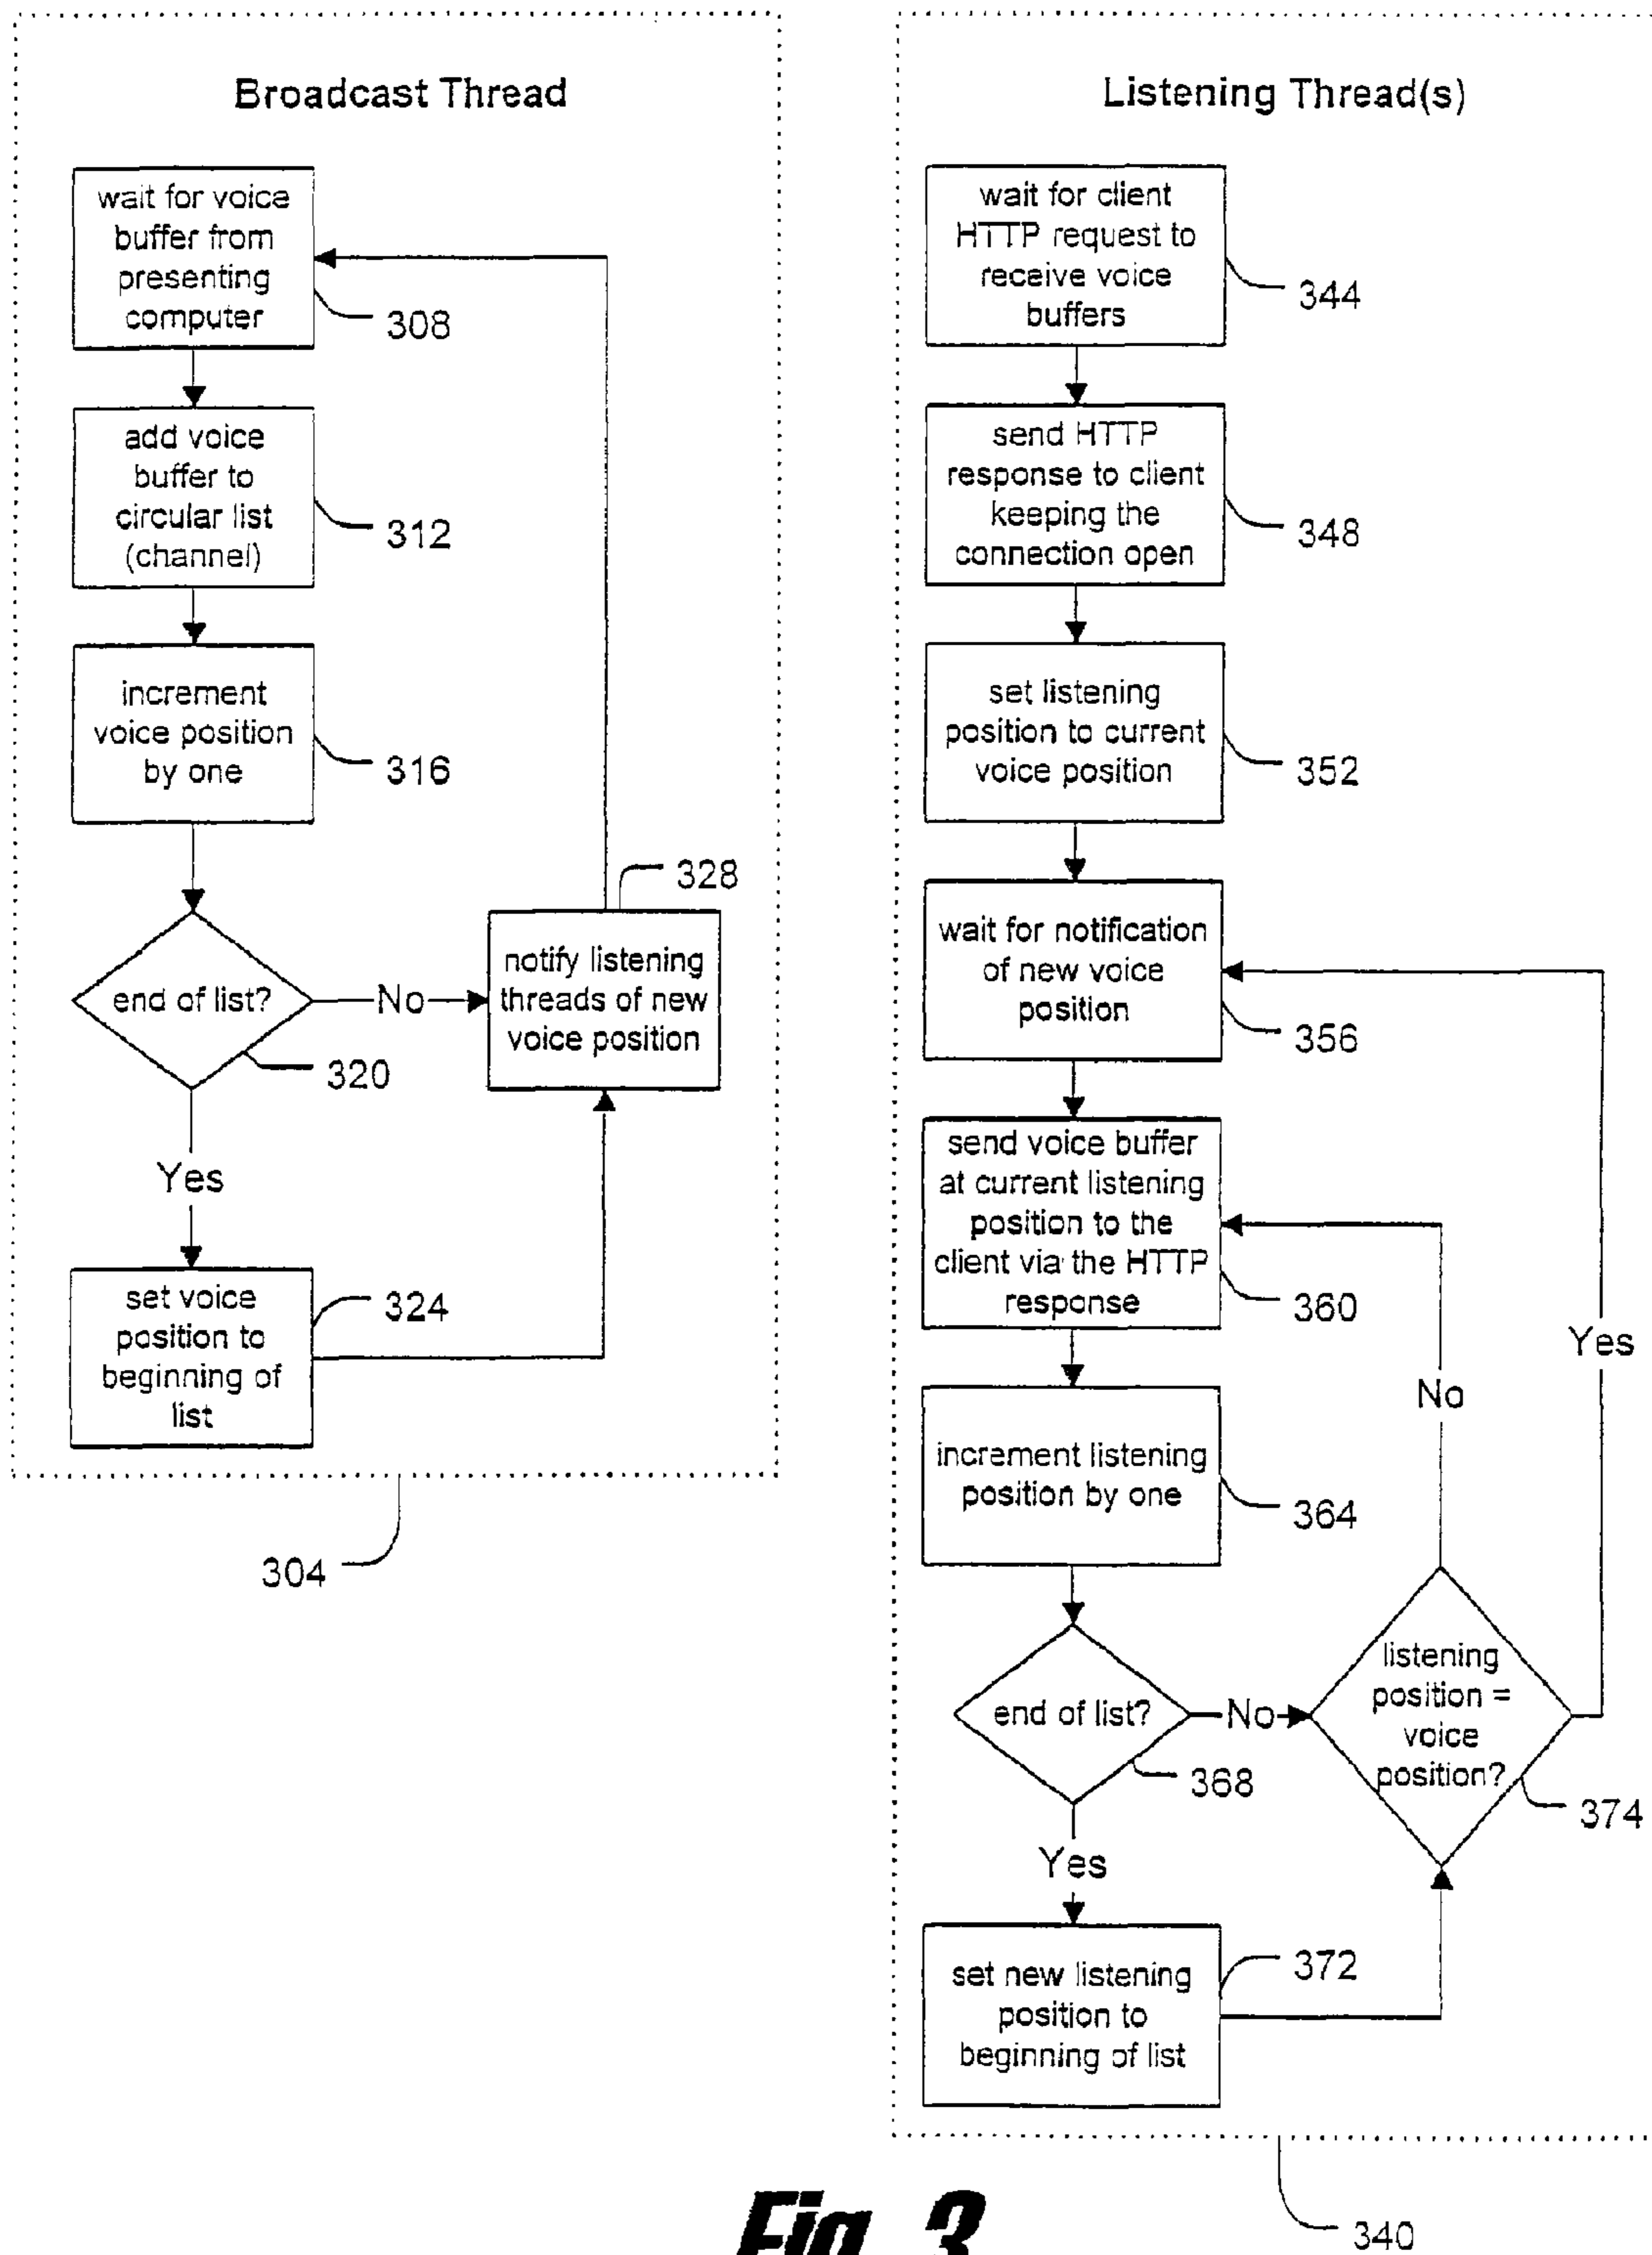 Broadcast Thread
wait for voice
buffer from
presenting
computer
308
add voice
buffer to
circular list
(channel)
312
increment
voice position
by one
316
end of list?
No
320
328
notify listening
threads of new
voice position
Yes
set voice
position to
beginning of
list
324
304
Listening Thread(s)
wait for client
HTTP request to
receive voice
buffers
344
send HTTP
response to client
keeping the
connection open
348
set listening
position to current
voice position
352
wait for notification
of new voice
position
356
send voice buffer
at current listening
position to the
client via the HTTP
response
360
increment listening
position by one
364
end of list?
No
368
listening
position =
voice
position?
374
No
Yes
Yes
set new listening
position to
beginning of list
372
340
Fig. 3